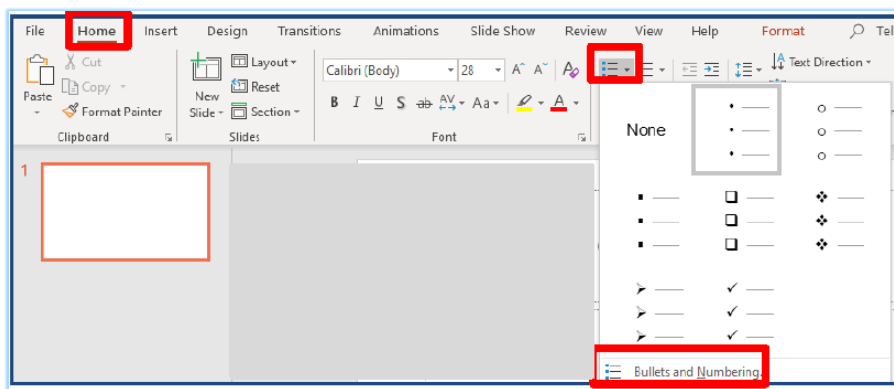 File Home Insert Design Transitions Animations Slide Show Review View Help Format Tel
Cut Layout Calibri (Body) 28 A A Text Direction
Paste Copy New Slide Reset
Format Painter Section B I U S ab AV Aa A
Clipboard Slides Font
None
1
Bullets and Numbering.